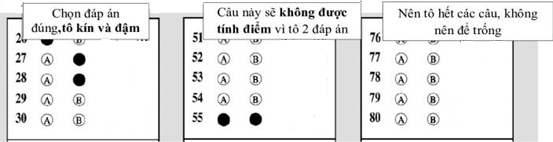 Chọn đáp án
đúng,tô kín và đậm
27 A
28 A
29 A B
30 A B
Câu này sẽ không được
tính điểm vì tô 2 đáp án
51 A B
52 A B
53 A B
54 A B
55
Nên tô hết các câu, không
nên để trống
76 A B
77 A B
78 A B
79 A B
80 A B